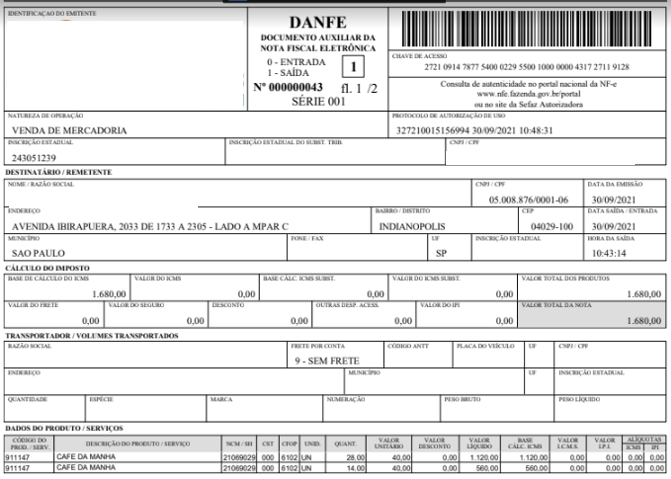 IDENTIFICAÇAO DO EMITENTE
DANFE
DOCUMENTO AUXILIAR DA
NOTA FISCAL ELETRÔNICA
0 - ENTRADA
1 - SAÍDA
1
Nº 000000043 fl. 1 /2
SÉRIE 001
CHAVE DE ACESSO
2721 0914 7877 5400 0229 5500 1000 0000 4317 2711 9128
Consulta de autenticidade no portal nacional da NF-e
www.nfe.fazenda.gov.br/portal
ou no site da Sefaz Autorizadora
NATUREZA DE OPERAÇÃO
VENDA DE MERCADORIA
PROTOCOLO DE AUTORIZAÇÃO DE USO
327210015156994 30/09/2021 10:48:31
INSCRIÇÃO ESTADUAL
243051239
INSCRIÇÃO ESTADUAL DO SUBST. TRIB.
CNPJ / CPF
DESTINATÁRIO / REMETENTE
NOME / RAZÃO SOCIAL
CNPJ / CPF
05.008.876/0001-06
DATA DA EMISSÃO
30/09/2021
ENDEREÇO
AVENIDA IBIRAPUERA, 2033 DE 1733 A 2305 - LADO A MPAR C
BAIRRO / DISTRITO
INDIANOPOLIS
CEP
04029-100
DATA SAÍDA / ENTRADA
30/09/2021
MUNICÍPIO
SAO PAULO
FONE / FAX
UF
SP
INSCRIÇÃO ESTADUAL
HORA DA SAÍDA
10:43:14
CÁLCULO DO IMPOSTO
BASE DE CÁLCULO DO ICMS
1.680,00
VALOR DO ICMS
0,00
BASE CÁLC. ICMS SUBST.
0,00
VALOR DO ICMS SUBST.
0,00
VALOR TOTAL DOS PRODUTOS
1.680,00
VALOR DO FRETE
0,00
VALOR DO SEGURO
0,00
DESCONTO
0,00
OUTRAS DESP. ACESS.
0,00
VALOR DO IPI
0,00
VALOR TOTAL DA NOTA
1.680,00
TRANSPORTADOR / VOLUMES TRANSPORTADOS
RAZÃO SOCIAL
FRETE POR CONTA
9 - SEM FRETE
CÓDIGO ANTT
PLACA DO VEÍCULO
UF
CNPJ / CPF
ENDEREÇO
MUNICÍPIO
UF
INSCRIÇÃO ESTADUAL
QUANTIDADE
ESPÉCIE
MARCA
NUMERAÇÃO
PESO BRUTO
PESO LÍQUIDO
DADOS DO PRODUTO / SERVIÇOS
CÓDIGO DO PROD. / SERV. DESCRIÇÃO DO PRODUTO / SERVIÇO NCM / SH CST CFOP UNID. QUANT. VALOR UNITÁRIO VALOR DESCONTO VALOR LÍQUIDO BASE CÁLC. ICMS VALOR I.C.M.S. VALOR I.P.I. ALÍQUOTAS ICMS IPI
911147 CAFE DA MANHA 21069029 000 6102 UN 28,00 40,00 0,00 1.120,00 1.120,00 0,00 0,00 0,00 0,00
911147 CAFE DA MANHA 21069029 000 6102 UN 14,00 40,00 0,00 560,00 560,00 0,00 0,00 0,00 0,00